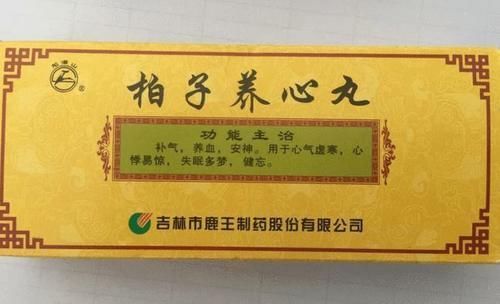 柏子养心丸
功能主治
补气，养血，安神。用于心气虚寒，心
悸易惊，失眠多梦，健忘。
吉林市鹿王制药股份有限公司